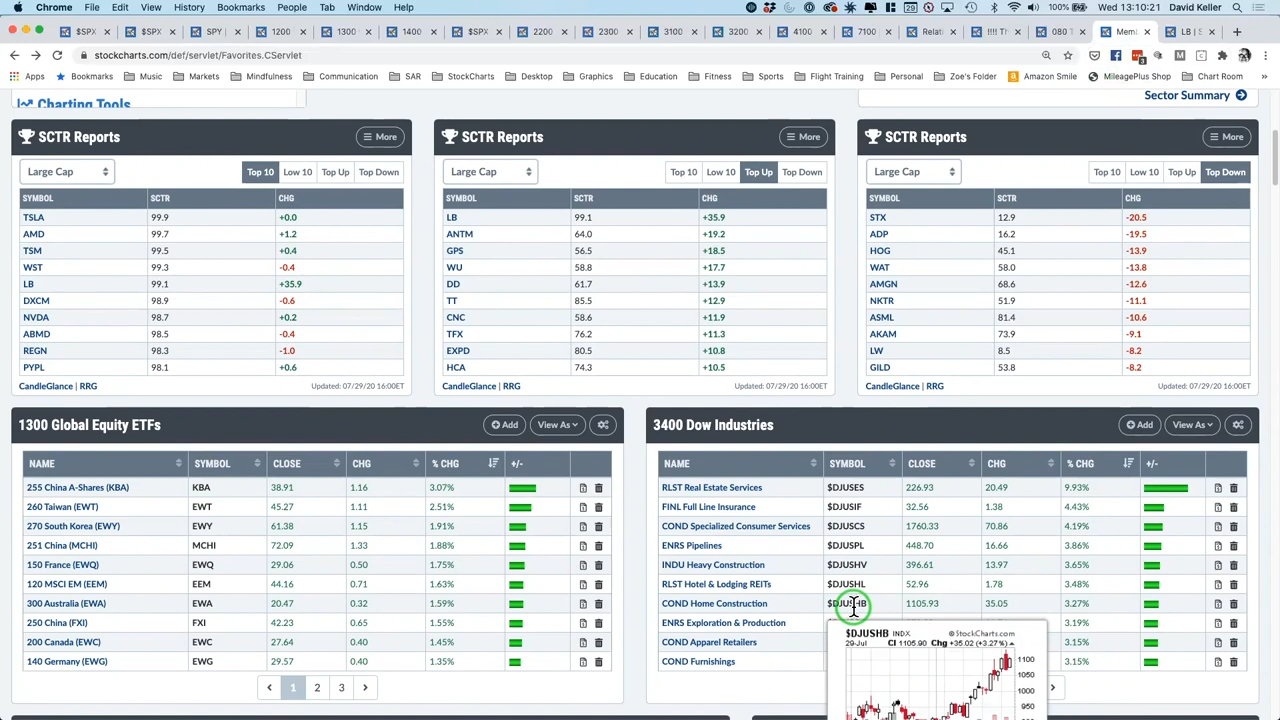 Chrome File Edit View History Bookmarks People Tab Window Help 100% Wed 13:10:21 David Keller
$SPX $SPX SPY | 1200 1300 1400 $SPX 2200 2300 3100 3200 4100 7100 Relati !!!! Th 080 T Mem LB | S
stockcharts.com/def/servlet/Favorites.CServlet
Apps Bookmarks Music Markets Mindfulness Communication SAR StockCharts Desktop Graphics Education Fitness Sports Flight Training Personal Zoe's Folder Amazon Smile MileagePlus Shop Chart Room »
Charting Tools
Sector Summary
SCTR Reports More
Large Cap Top 10 Low 10 Top Up Top Down
SYMBOL SCTR CHG
TSLA 99.9 +0.0
AMD 99.7 +1.2
TSM 99.5 +0.4
WST 99.3 -0.4
LB 99.1 +35.9
DXCM 98.9 -0.6
NVDA 98.7 +0.2
ABMD 98.5 -0.4
REGN 98.3 -1.0
PYPL 98.1 +0.6
CandleGlance | RRG Updated: 07/29/20 16:00ET
SCTR Reports More
Large Cap Top 10 Low 10 Top Up Top Down
SYMBOL SCTR CHG
LB 99.1 +35.9
ANTM 64.0 +19.2
GPS 56.5 +18.5
WU 58.8 +17.7
DD 61.7 +13.9
TT 85.5 +12.9
CNC 58.6 +11.9
TFX 76.2 +11.3
EXPD 80.5 +10.8
HCA 74.3 +10.5
CandleGlance | RRG Updated: 07/29/20 16:00ET
SCTR Reports More
Large Cap Top 10 Low 10 Top Up Top Down
SYMBOL SCTR CHG
STX 12.9 -20.5
ADP 16.2 -19.5
HOG 45.1 -13.9
WAT 58.0 -13.8
AMGN 68.6 -12.6
NKTR 51.9 -11.1
ASML 81.4 -10.6
AKAM 73.9 -9.1
LW 8.5 -8.2
GILD 53.8 -8.2
CandleGlance | RRG Updated: 07/29/20 16:00ET
1300 Global Equity ETFs Add View As
NAME SYMBOL CLOSE CHG % CHG +/-
255 China A-Shares (KBA) KBA 38.91 1.16 3.07%
260 Taiwan (EWT) EWT 45.27 1.11 2.51%
270 South Korea (EWY) EWY 61.38 1.15 1.91%
251 China (MCHI) MCHI 72.09 1.33 1.88%
150 France (EWQ) EWQ 29.06 0.50 1.75%
120 MSCI EM (EEM) EEM 44.16 0.71 1.63%
300 Australia (EWA) EWA 20.47 0.32 1.59%
250 China (FXI) FXI 42.23 0.65 1.55%
200 Canada (EWC) EWC 27.64 0.40 1.45%
140 Germany (EWG) EWG 29.57 0.40 1.35%
1 2 3
3400 Dow Industries Add View As
NAME SYMBOL CLOSE CHG % CHG +/-
RLST Real Estate Services $DJUSES 226.93 20.49 9.93%
FINL Full Line Insurance $DJUSIF 32.56 1.38 4.43%
COND Specialized Consumer Services $DJUSCS 1760.33 70.86 4.19%
ENRS Pipelines $DJUSPL 448.70 16.66 3.86%
INDU Heavy Construction $DJUSHV 396.61 13.97 3.65%
RLST Hotel & Lodging REITs $DJUSHL 52.96 1.78 3.48%
COND Home Construction $DJUSHB 1105.93 35.05 3.27%
ENRS Exploration & Production 3.19%
COND Apparel Retailers 3.15%
COND Furnishings 3.15%
$DJUSHB INDX © StockCharts.com
29-Jul Cl 1105.90 Chg +35.02 (+3.27%)
1100
1050
1000
950
900